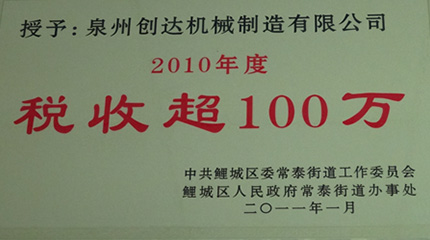 授予：泉州创达机械制造有限公司
2010年度
税收超100万
中共鲤城区委常泰街道工作委员会
鲤城区人民政府常泰街道办事处
二〇一一年一月